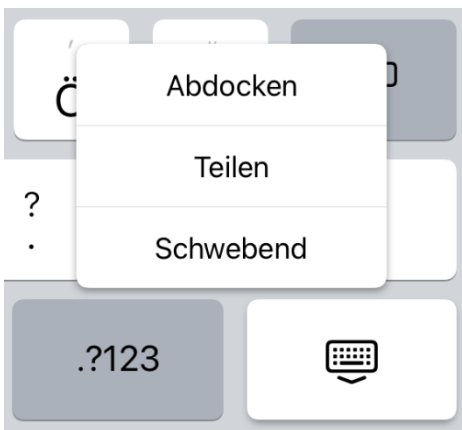 Ö
Abdocken
Teilen
?
.
Schwebend
.?123